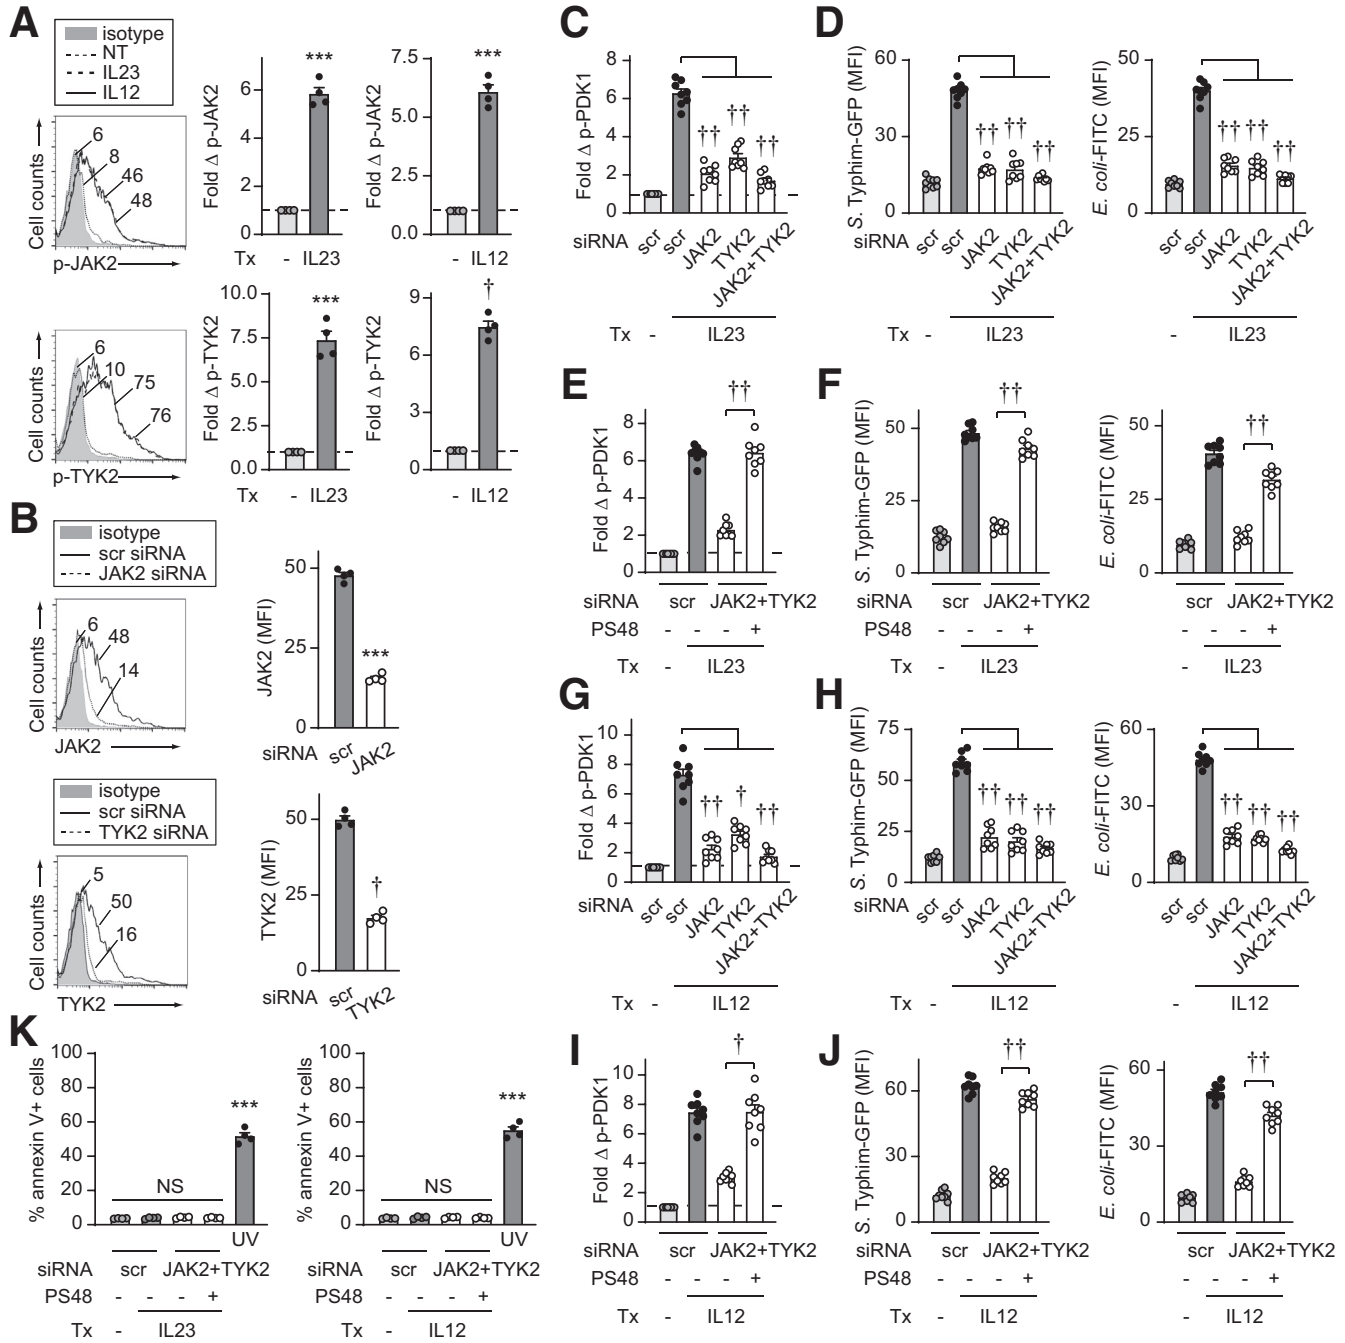 A
isotype
NT
IL23
IL12
Cell counts
6
8
46
48
p-JAK2
Fold Δ p-JAK2
6
4
2
0
***
Tx - IL23
Fold Δ p-JAK2
7.5
5.0
2.5
0.0
***
- IL12
Cell counts
6
10
75
76
p-TYK2
Fold Δ p-TYK2
10.0
7.5
5.0
2.5
0.0
***
Tx - IL23
Fold Δ p-TYK2
9
6
3
0
†
- IL12
B
isotype
scr siRNA
JAK2 siRNA
Cell counts
6
48
14
JAK2
JAK2 (MFI)
50
25
0
***
siRNA scr JAK2
isotype
scr siRNA
TYK2 siRNA
Cell counts
5
50
16
TYK2
TYK2 (MFI)
50
25
0
†
siRNA scr TYK2
C
Fold Δ p-PDK1
8
6
4
2
0
†† †† ††
siRNA scr scr JAK2 TYK2 JAK2+TYK2
Tx - IL23
D
S. Typhim-GFP (MFI)
60
30
0
†† †† ††
siRNA scr scr JAK2 TYK2 JAK2+TYK2
Tx - IL23
E. coli-FITC (MFI)
50
25
0
†† †† ††
scr scr JAK2 TYK2 JAK2+TYK2
- IL23
E
Fold Δ p-PDK1
8
6
4
2
0
††
siRNA scr JAK2+TYK2
PS48 - - - +
Tx - IL23
F
S. Typhim-GFP (MFI)
50
25
0
††
siRNA scr JAK2+TYK2
PS48 - - - +
Tx - IL23
E. coli-FITC (MFI)
50
25
0
††
scr JAK2+TYK2
- - - +
- IL23
G
Fold Δ p-PDK1
10
8
6
4
2
0
†† † ††
siRNA scr scr JAK2 TYK2 JAK2+TYK2
Tx - IL12
H
S. Typhim-GFP (MFI)
75
50
25
0
†† †† ††
siRNA scr scr JAK2 TYK2 JAK2+TYK2
Tx - IL12
E. coli-FITC (MFI)
60
30
0
†† †† ††
scr scr JAK2 TYK2 JAK2+TYK2
- IL12
I
Fold Δ p-PDK1
10
8
6
4
2
0
†
siRNA scr JAK2+TYK2
PS48 - - - +
Tx - IL12
J
S. Typhim-GFP (MFI)
60
30
0
††
siRNA scr JAK2+TYK2
PS48 - - - +
Tx - IL12
E. coli-FITC (MFI)
60
30
0
††
scr JAK2+TYK2
- - - +
- IL12
K
% annexin V+ cells
100
80
60
40
20
0
NS
***
UV
siRNA scr JAK2+TYK2
PS48 - - - +
Tx - IL23
% annexin V+ cells
100
80
60
40
20
0
NS
***
UV
siRNA scr JAK2+TYK2
PS48 - - - +
Tx - IL12